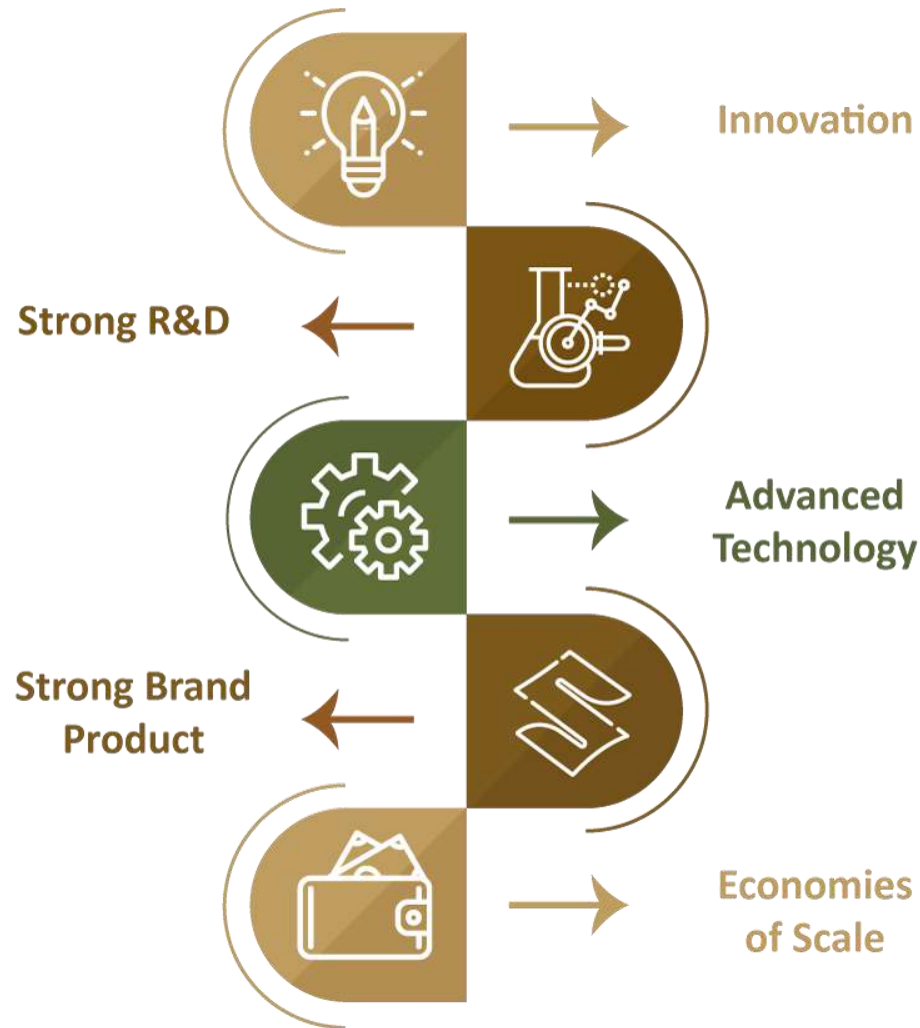 Innovation
Strong R&D
Advanced
Technology
Strong Brand
Product
Economies
of Scale